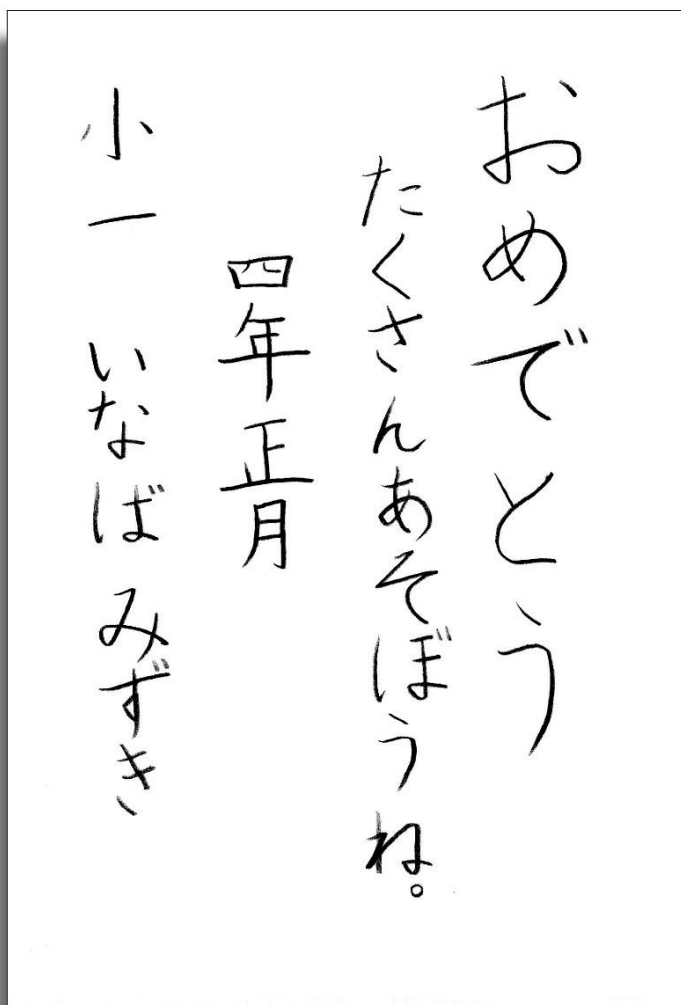 おめでとう
たくさんあそぼうね。
四年正月
小一 いなば みずき